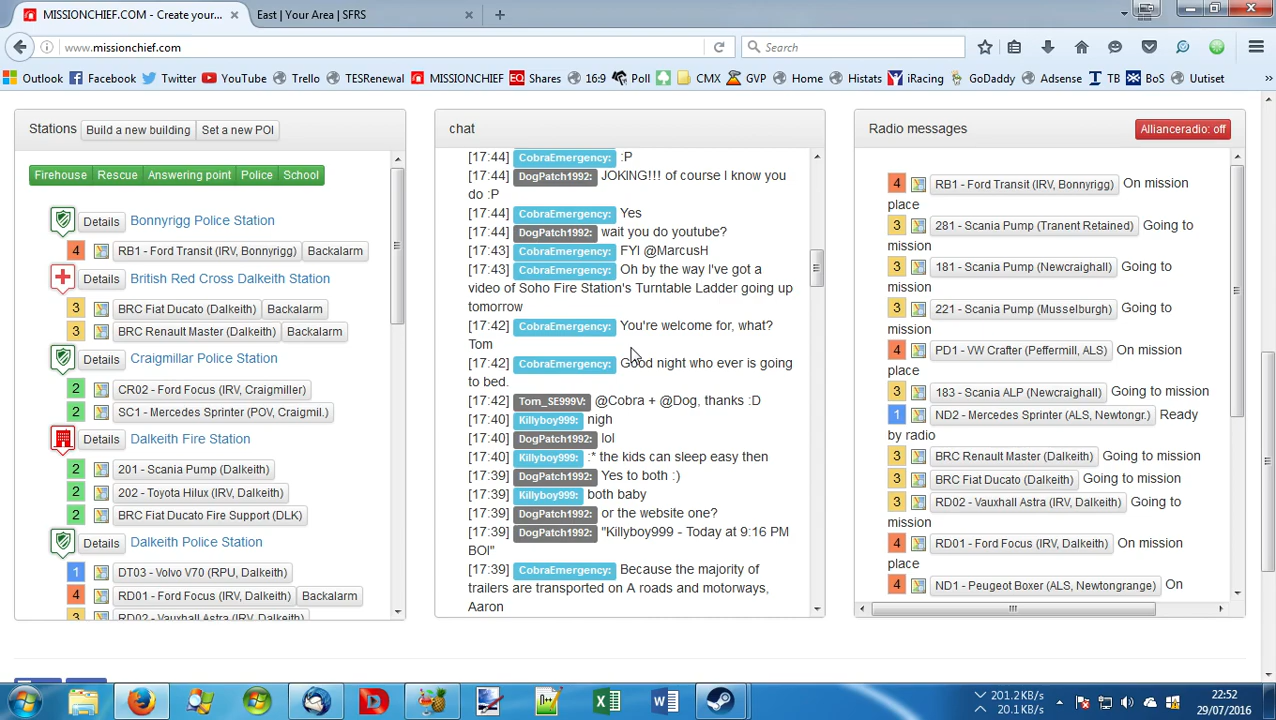 MISSIONCHIEF.COM - Create your...
East | Your Area | SFRS
www.missionchief.com
Search
Outlook Facebook Twitter YouTube Trello TESRenewal MISSIONCHIEF EQ Shares 16:9 Poll CMX GVP Home Histats iRacing GoDaddy Adsense TB BoS Uutiset »
Stations Build a new building Set a new POI
Firehouse Rescue Answering point Police School
Details Bonnyrigg Police Station
4 RB1 - Ford Transit (IRV, Bonnyrigg) Backalarm
Details British Red Cross Dalkeith Station
3 BRC Fiat Ducato (Dalkeith) Backalarm
3 BRC Renault Master (Dalkeith) Backalarm
Details Craigmillar Police Station
2 CR02 - Ford Focus (IRV, Craigmiller)
2 SC1 - Mercedes Sprinter (POV, Craigmil.)
Details Dalkeith Fire Station
2 201 - Scania Pump (Dalkeith)
2 202 - Toyota Hilux (IRV, Dalkeith)
2 BRC Fiat Ducato Fire Support (DLK)
Details Dalkeith Police Station
1 DT03 - Volvo V70 (RPU, Dalkeith)
4 RD01 - Ford Focus (IRV, Dalkeith) Backalarm
3 RD02 - Vauxhall Astra (IRV, Dalkeith)
chat
[17:44] CobraEmergency: :P
[17:44] DogPatch1992: JOKING!!! of course I know you
do :P
[17:44] CobraEmergency: Yes
[17:44] DogPatch1992: wait you do youtube?
[17:43] CobraEmergency: FYI @MarcusH
[17:43] CobraEmergency: Oh by the way I've got a
video of Soho Fire Station's Turntable Ladder going up
tomorrow
[17:42] CobraEmergency: You're welcome for, what?
Tom
[17:42] CobraEmergency: Good night who ever is going
to bed.
[17:42] Tom_SE999V: @Cobra + @Dog, thanks :D
[17:40] Killyboy999: nigh
[17:40] DogPatch1992: lol
[17:40] Killyboy999: :* the kids can sleep easy then
[17:39] DogPatch1992: Yes to both :)
[17:39] Killyboy999: both baby
[17:39] DogPatch1992: or the website one?
[17:39] DogPatch1992: "Killyboy999 - Today at 9:16 PM
BOI"
[17:39] CobraEmergency: Because the majority of
trailers are transported on A roads and motorways,
Aaron
Radio messages Allianceradio: off
4 RB1 - Ford Transit (IRV, Bonnyrigg) On mission
place
3 281 - Scania Pump (Tranent Retained) Going to
mission
3 181 - Scania Pump (Newcraighall) Going to
mission
3 221 - Scania Pump (Musselburgh) Going to
mission
4 PD1 - VW Crafter (Peffermill, ALS) On mission
place
3 183 - Scania ALP (Newcraighall) Going to mission
1 ND2 - Mercedes Sprinter (ALS, Newtongr.) Ready
by radio
3 BRC Renault Master (Dalkeith) Going to mission
3 BRC Fiat Ducato (Dalkeith) Going to mission
3 RD02 - Vauxhall Astra (IRV, Dalkeith) Going to
mission
4 RD01 - Ford Focus (IRV, Dalkeith) On mission
place
4 ND1 - Peugeot Boxer (ALS, Newtongrange) On
201.2KB/s
20.1KB/s
22:52
29/07/2016